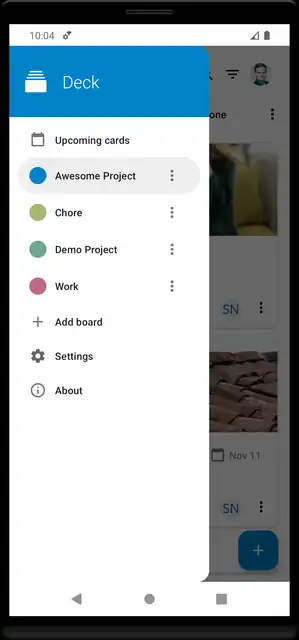 10:04
Deck
one
Upcoming cards
Awesome Project
Chore
Demo Project
Work
SN
Add board
Settings
About
Nov 11
SN